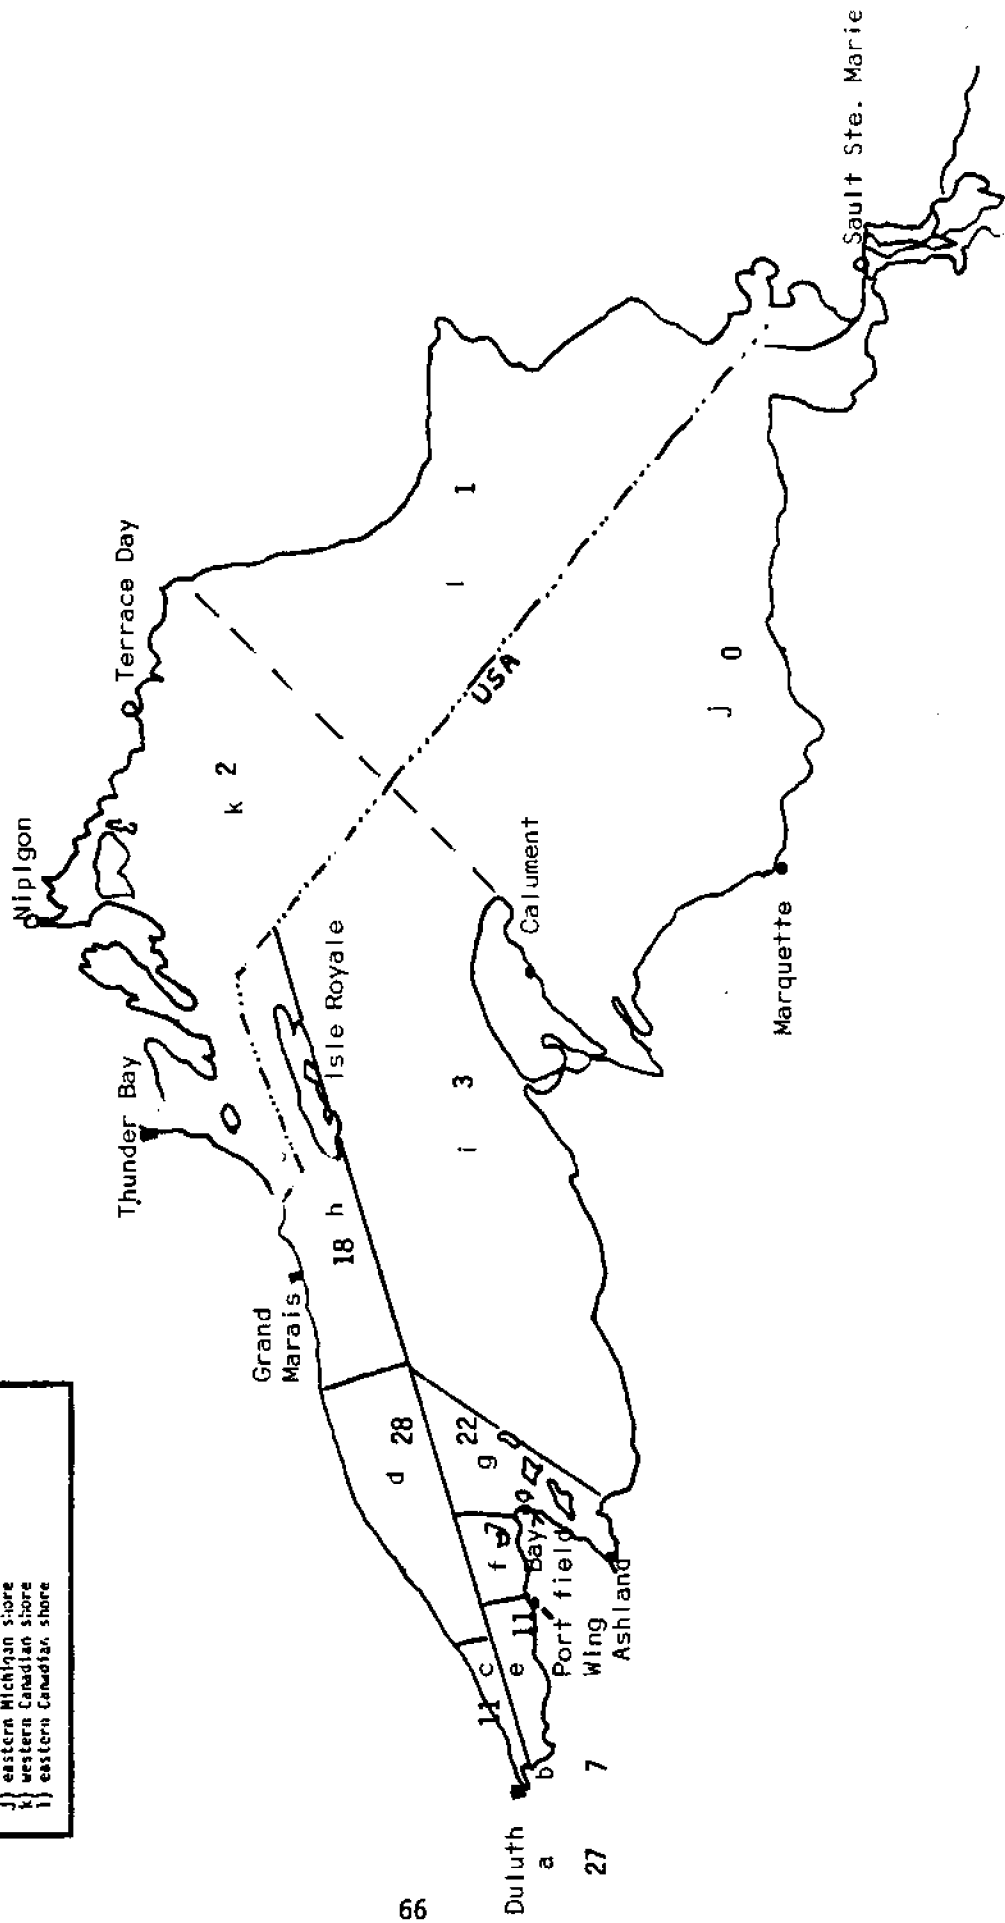 j) eastern Michigan shore
k) western Canadian shore
l) eastern Canadian shore
Niplgon
Terrace Day
Thunder Bay
k 2
Grand
Marais
Isle Royale
18 h
l 1
USA
Sault Ste. Marie
Calument
i 3
j 0
Marquette
d 28
g 22
f 7
Bay
Port field
Wing
Ashland
c 11
e 11
Duluth
a
27
b
7
66